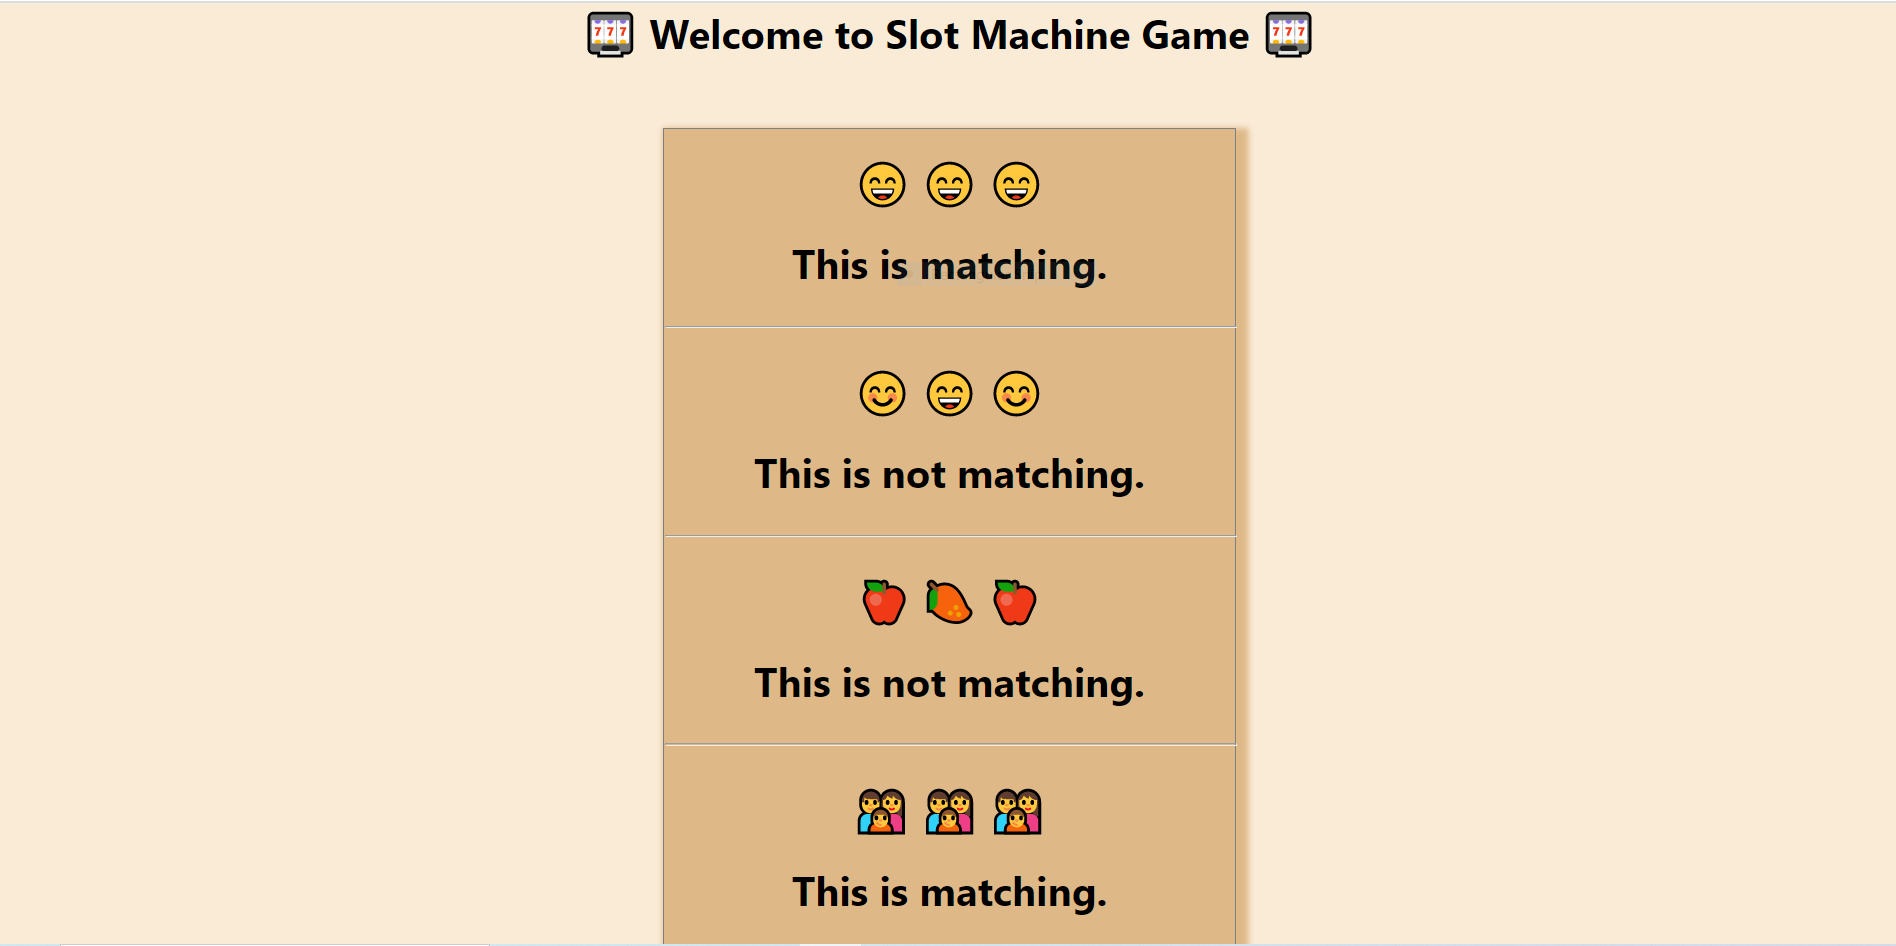 🎰 Welcome to Slot Machine Game 🎰
😄 😄 😄
This is matching.
😊 😄 😊
This is not matching.
🍎 🥭 🍎
This is not matching.
👨‍👩‍👧 👨‍👩‍👧 👨‍👩‍👧
This is matching.